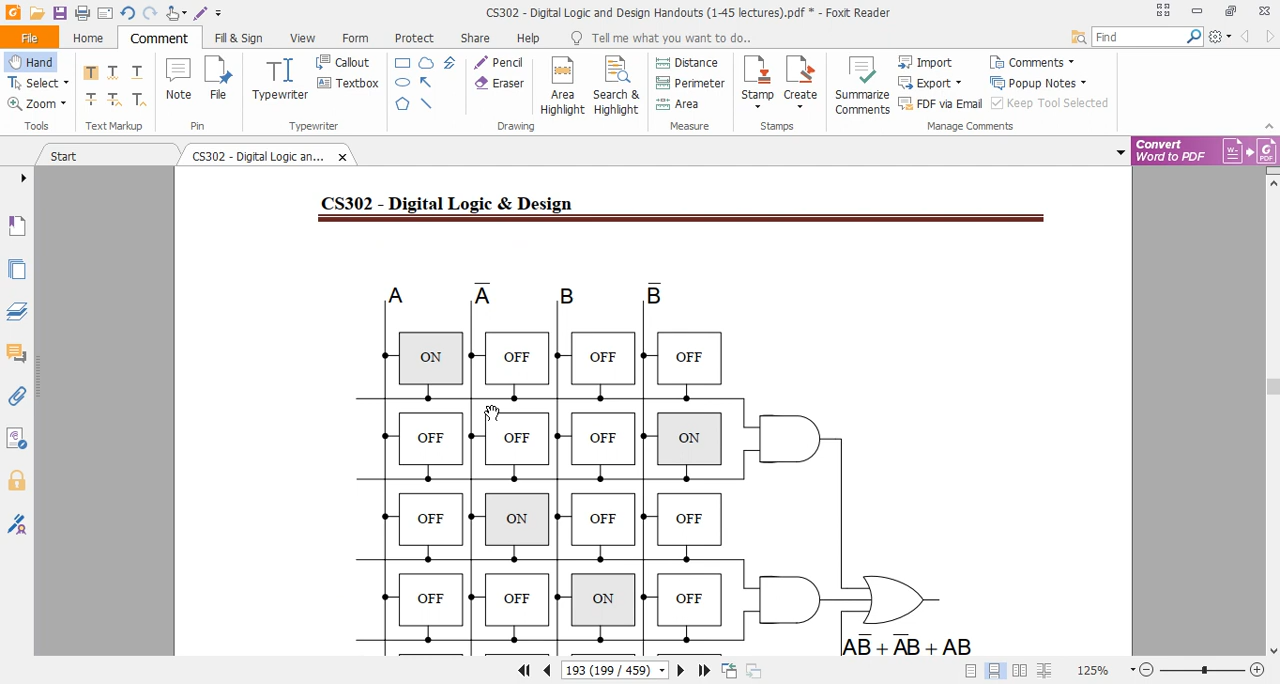 CS302 - Digital Logic and Design Handouts (1-45 lectures).pdf * - Foxit Reader
File Home Comment Fill & Sign View Form Protect Share Help Tell me what you want to do.. Find
Hand Select Zoom Tools
Text Markup
Note File Pin
Typewriter Callout Textbox Typewriter
Pencil Eraser Area Highlight Search & Highlight Drawing
Distance Perimeter Area Measure
Stamp Create Stamps
Summarize Comments Import Export FDF via Email Comments Popup Notes Keep Tool Selected Manage Comments
Start CS302 - Digital Logic an... Convert Word to PDF
CS302 - Digital Logic & Design
A A̅ B B̅
ON OFF OFF OFF
OFF OFF OFF ON
OFF ON OFF OFF
OFF OFF ON OFF
AB̅ + A̅B + AB
193 (199 / 459) 125%